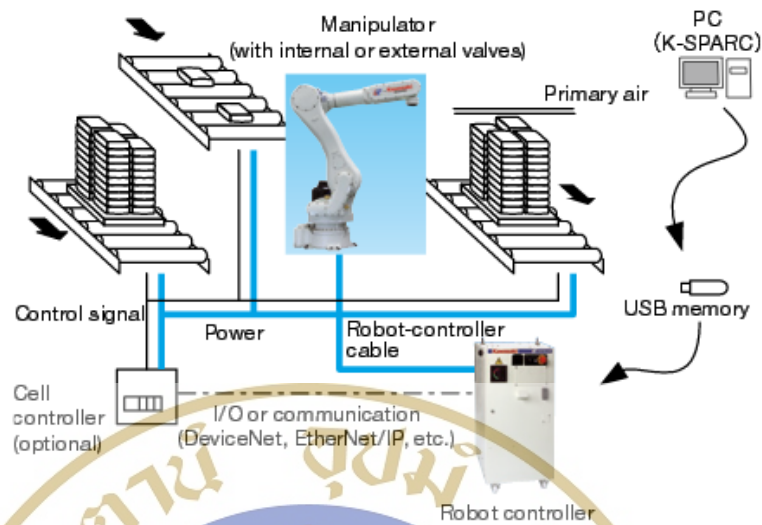 Manipulator
(with internal or external valves)
PC
(K-SPARC)
Primary air
Control signal
Power
Robot-controller
cable
USB memory
Cell
controller
(optional)
I/O or communication
(DeviceNet, EtherNet/IP, etc.)
Robot controller